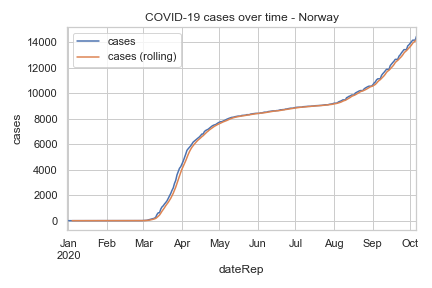 COVID-19 cases over time - Norway
cases
cases (rolling)
14000
12000
10000
8000
6000
4000
2000
0
cases
Jan Feb Mar Apr May Jun Jul Aug Sep Oct
2020
dateRep